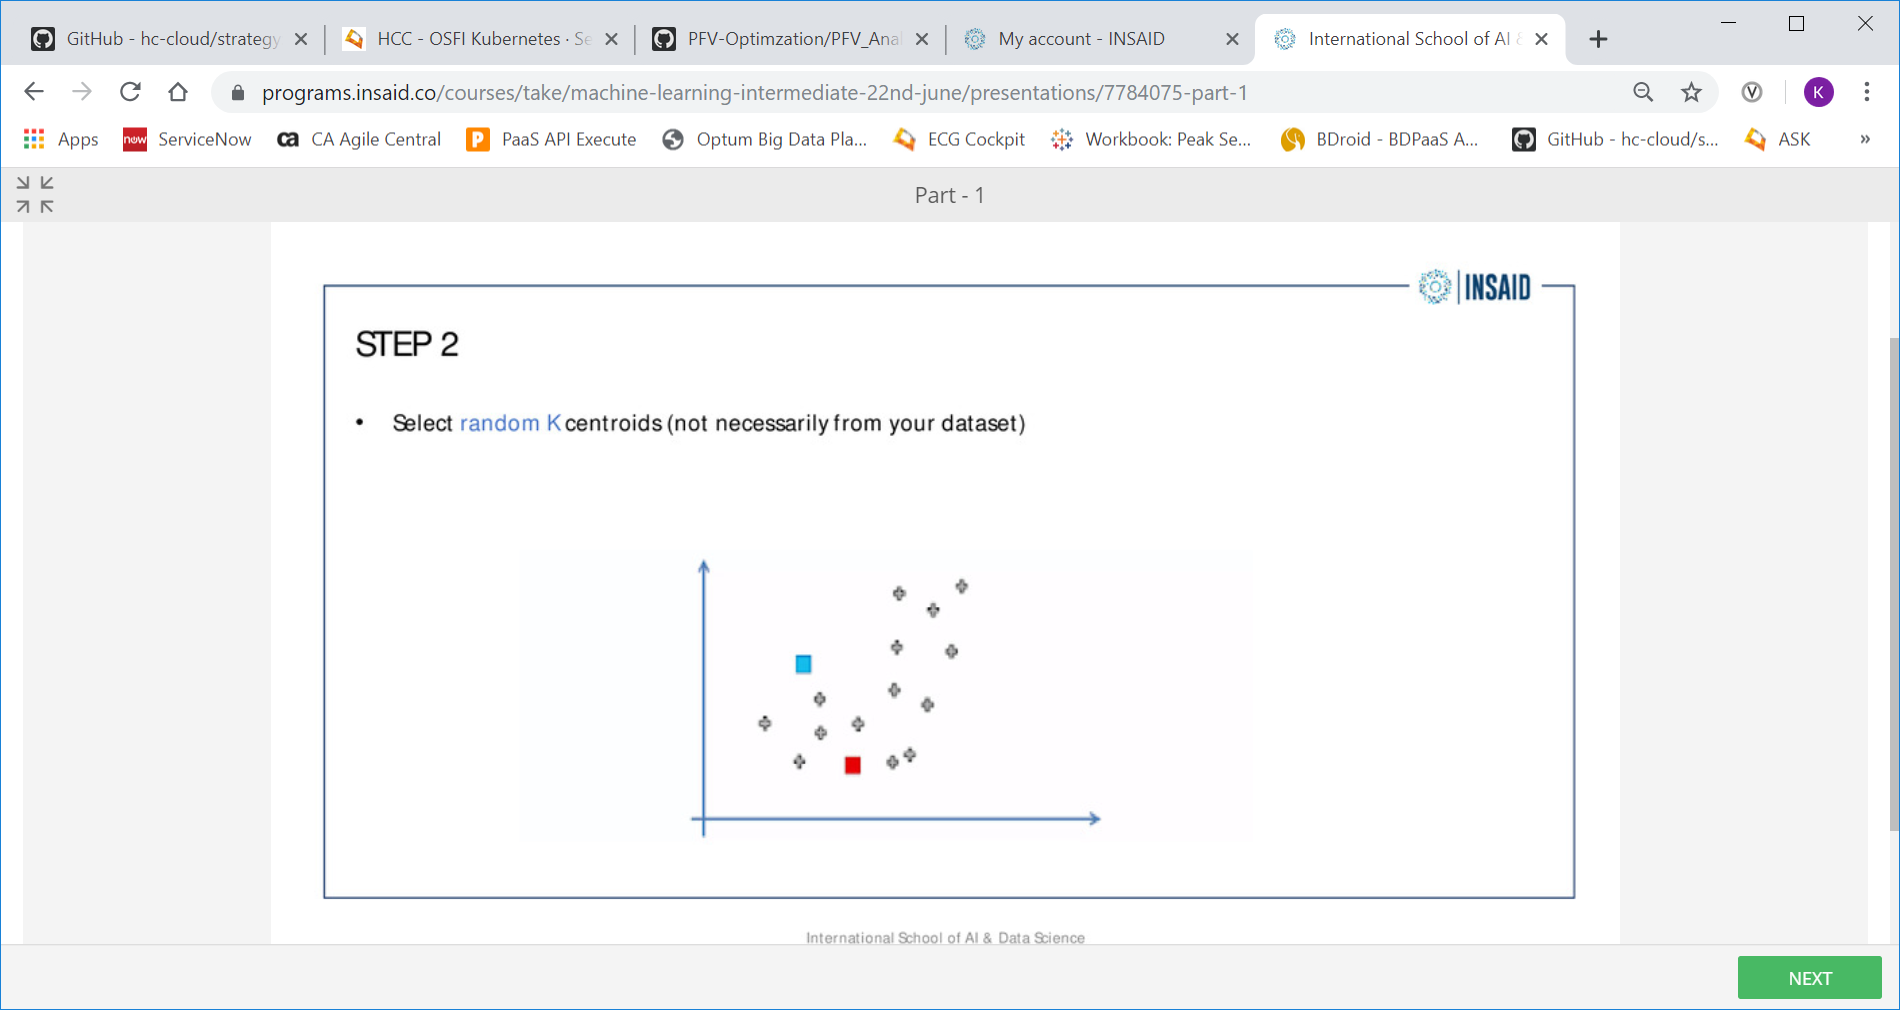 GitHub - hc-cloud/strategy
HCC - OSFI Kubernetes · Se
PFV-Optimzation/PFV_Anal
My account - INSAID
International School of AI &
programs.insaid.co/courses/take/machine-learning-intermediate-22nd-june/presentations/7784075-part-1
K
Apps
now
ServiceNow
ca
CA Agile Central
P
PaaS API Execute
Optum Big Data Pla...
ECG Cockpit
Workbook: Peak Se...
BDroid - BDPaaS A...
GitHub - hc-cloud/s...
ASK
»
Part - 1
INSAID
STEP 2
• Select random K centroids (not necessarily from your dataset)
International School of AI & Data Science
NEXT